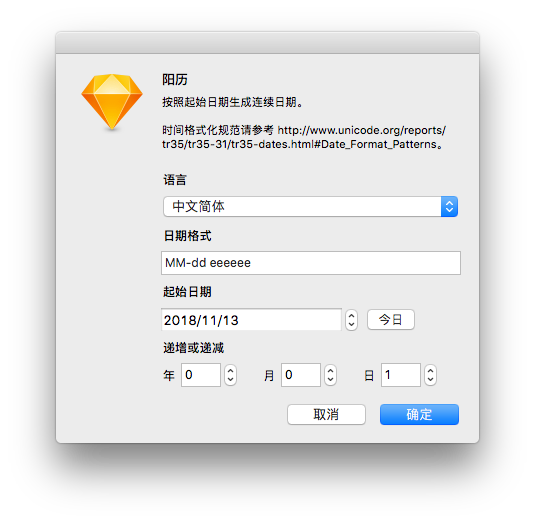 阳历
按照起始日期生成连续日期。
时间格式化规范请参考 http://www.unicode.org/reports/
tr35/tr35-31/tr35-dates.html#Date_Format_Patterns。
语言
中文简体
日期格式
MM-dd eeeeee
起始日期
2018/11/13 今日
递增或递减
年 0 月 0 日 1
取消 确定